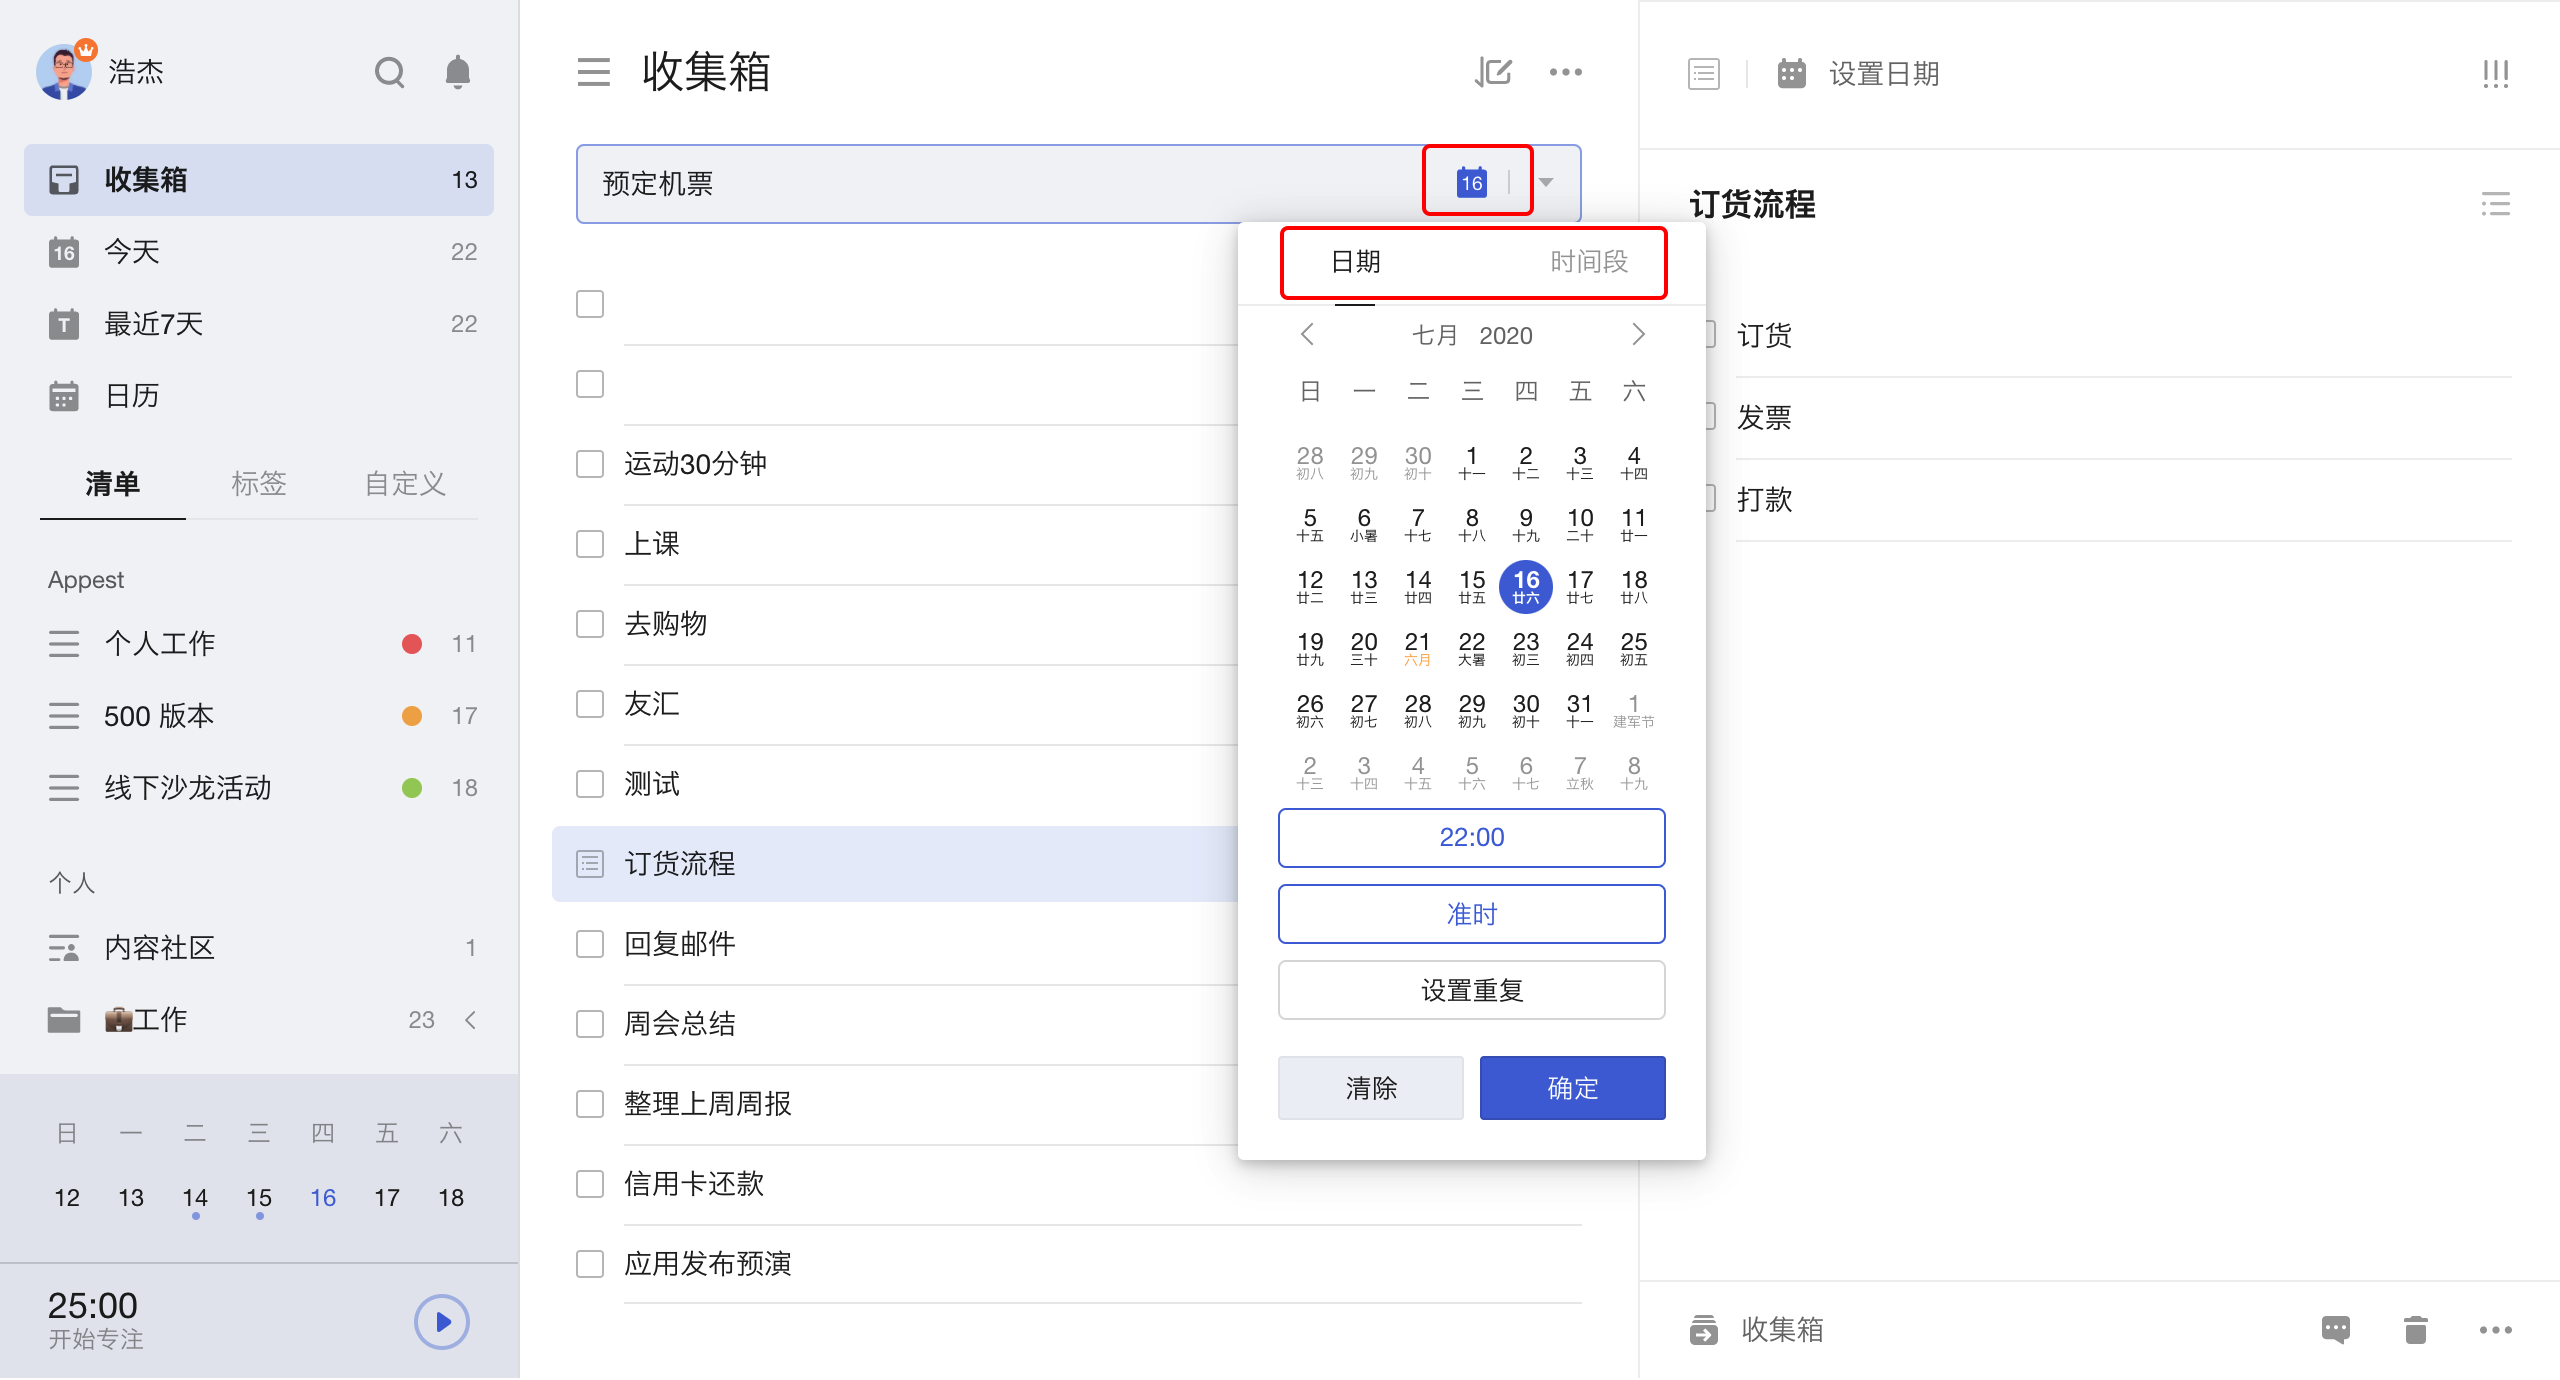 浩杰
收集箱 13
16 今天 22
T 最近7天 22
日历
清单 标签 自定义
Appest
个人工作 11
500 版本 17
线下沙龙活动 18
个人
内容社区 1
工作 23
日 一 二 三 四 五 六
12 13 14 15 16 17 18
25:00
开始专注
收集箱
预定机票 16
运动30分钟
上课
去购物
友汇
测试
订货流程
回复邮件
周会总结
整理上周周报
信用卡还款
应用发布预演
日期 时间段
七月 2020
日 一 二 三 四 五 六
28 29 30 1 2 3 4
初八 初九 初十 十一 十二 十三 十四
5 6 7 8 9 10 11
十五 小暑 十七 十八 十九 二十 廿一
12 13 14 15 16 17 18
廿二 廿三 廿四 廿五 廿六 廿七 廿八
19 20 21 22 23 24 25
廿九 三十 六月 大暑 初三 初四 初五
26 27 28 29 30 31 1
初六 初七 初八 初九 初十 十一 建军节
2 3 4 5 6 7 8
十三 十四 十五 十六 十七 立秋 十九
22:00
准时
设置重复
清除 确定
设置日期
订货流程
订货
发票
打款
收集箱